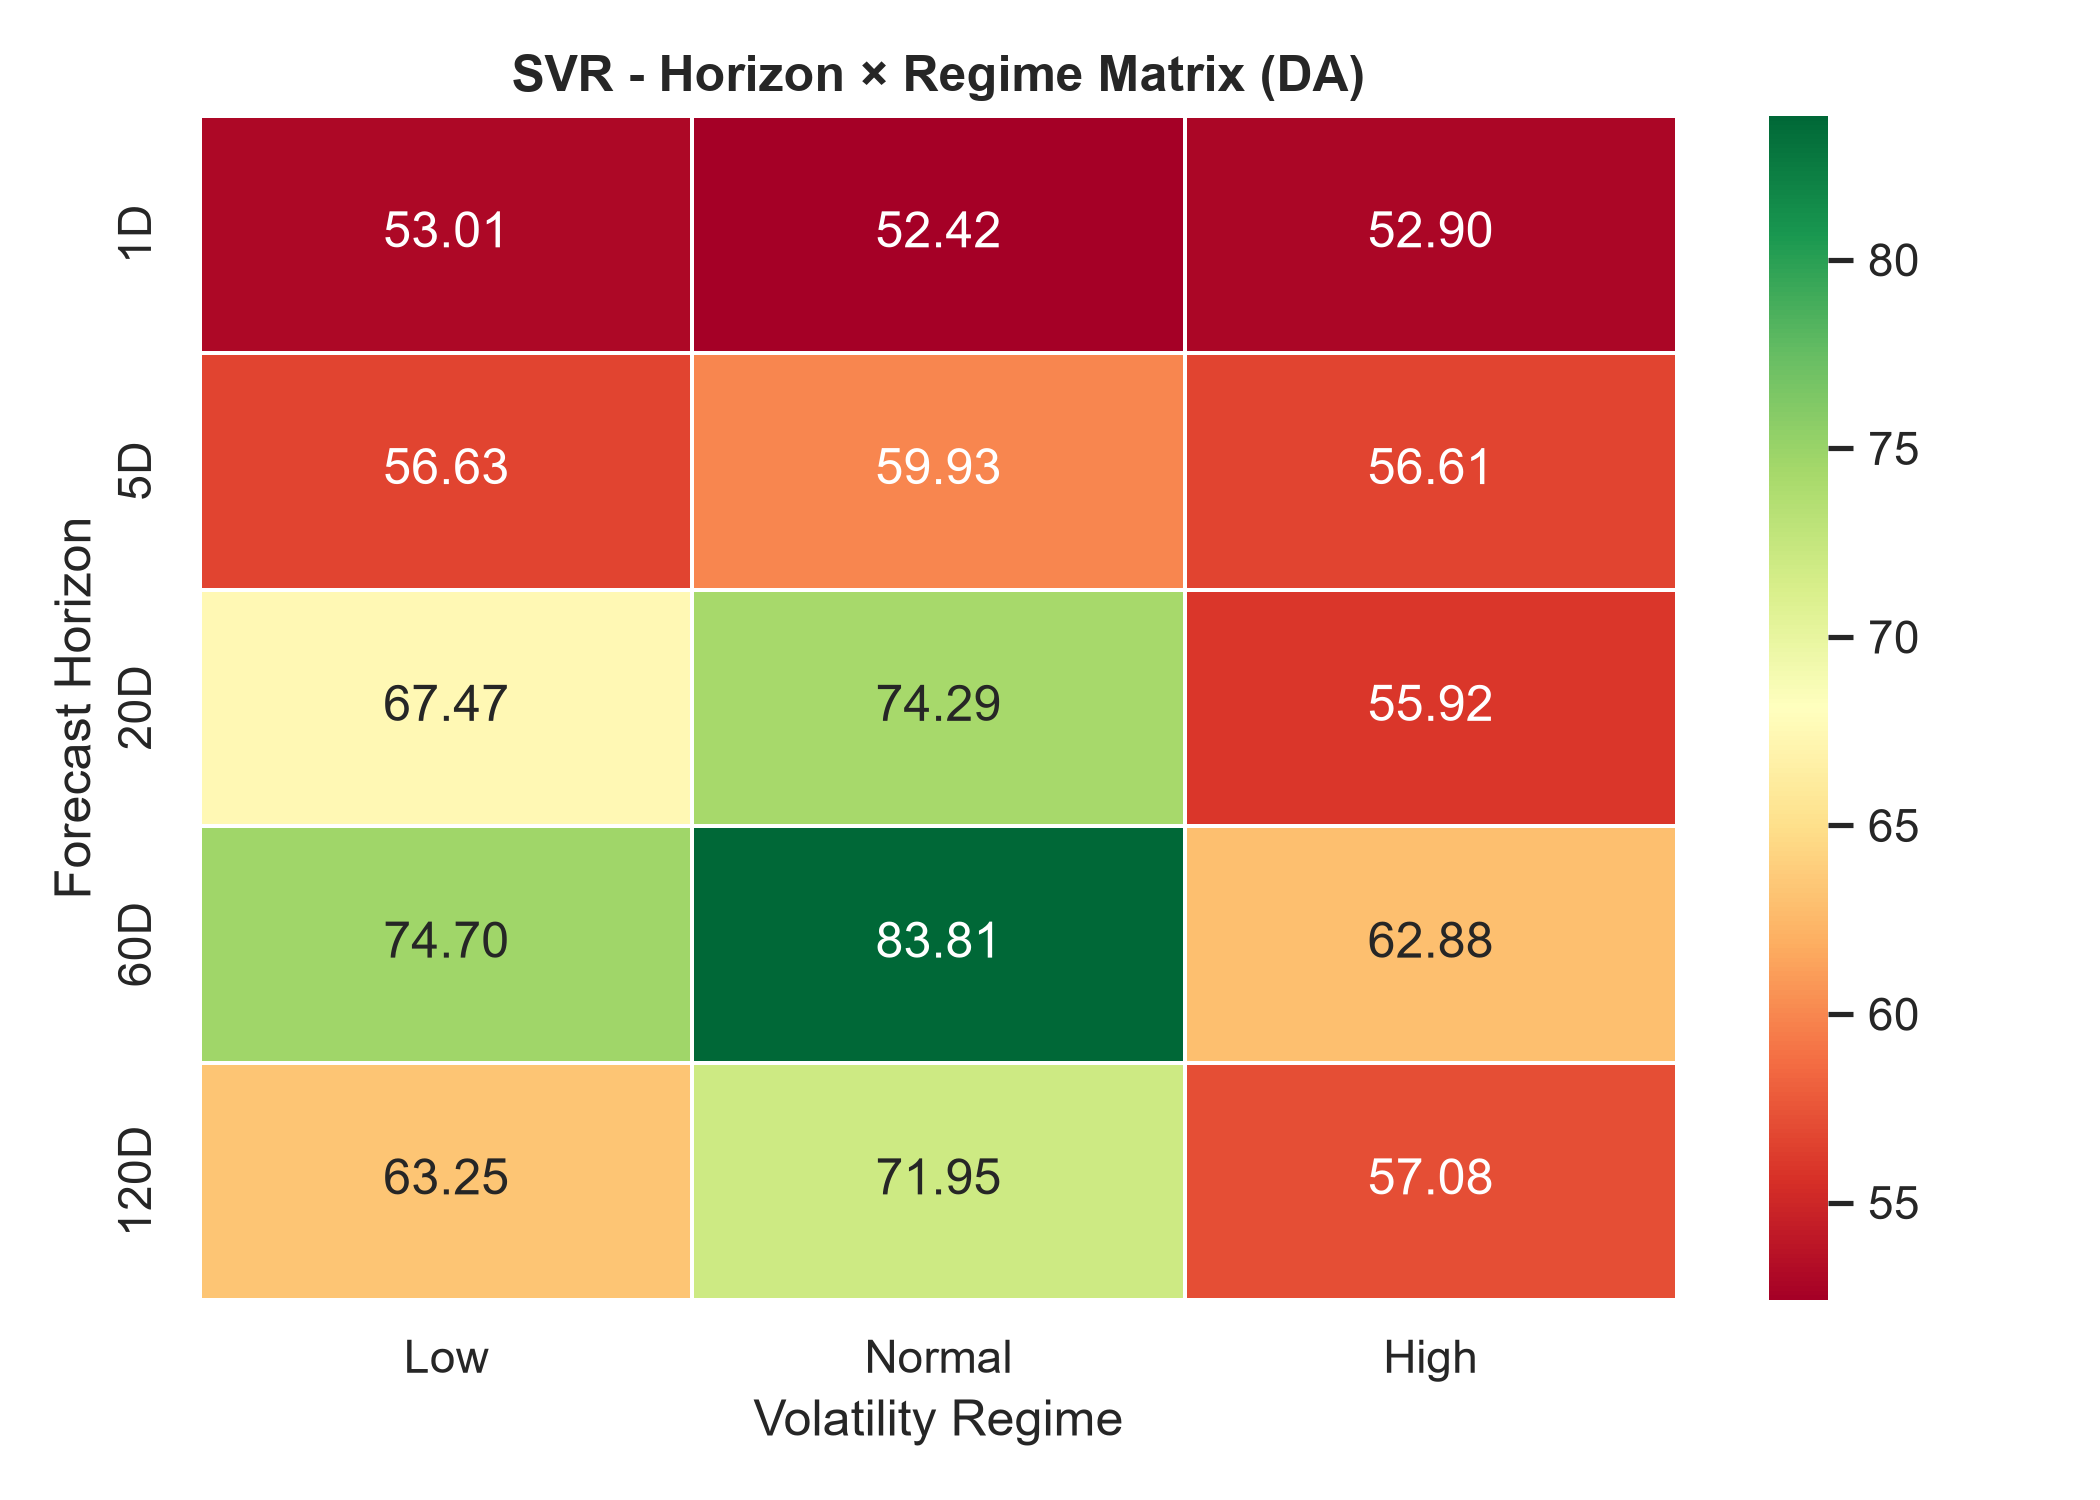 SVR - Horizon × Regime Matrix (DA)
Forecast Horizon
1D 53.01 52.42 52.90
5D 56.63 59.93 56.61
20D 67.47 74.29 55.92
60D 74.70 83.81 62.88
120D 63.25 71.95 57.08
Low Normal High
Volatility Regime
80
75
70
65
60
55